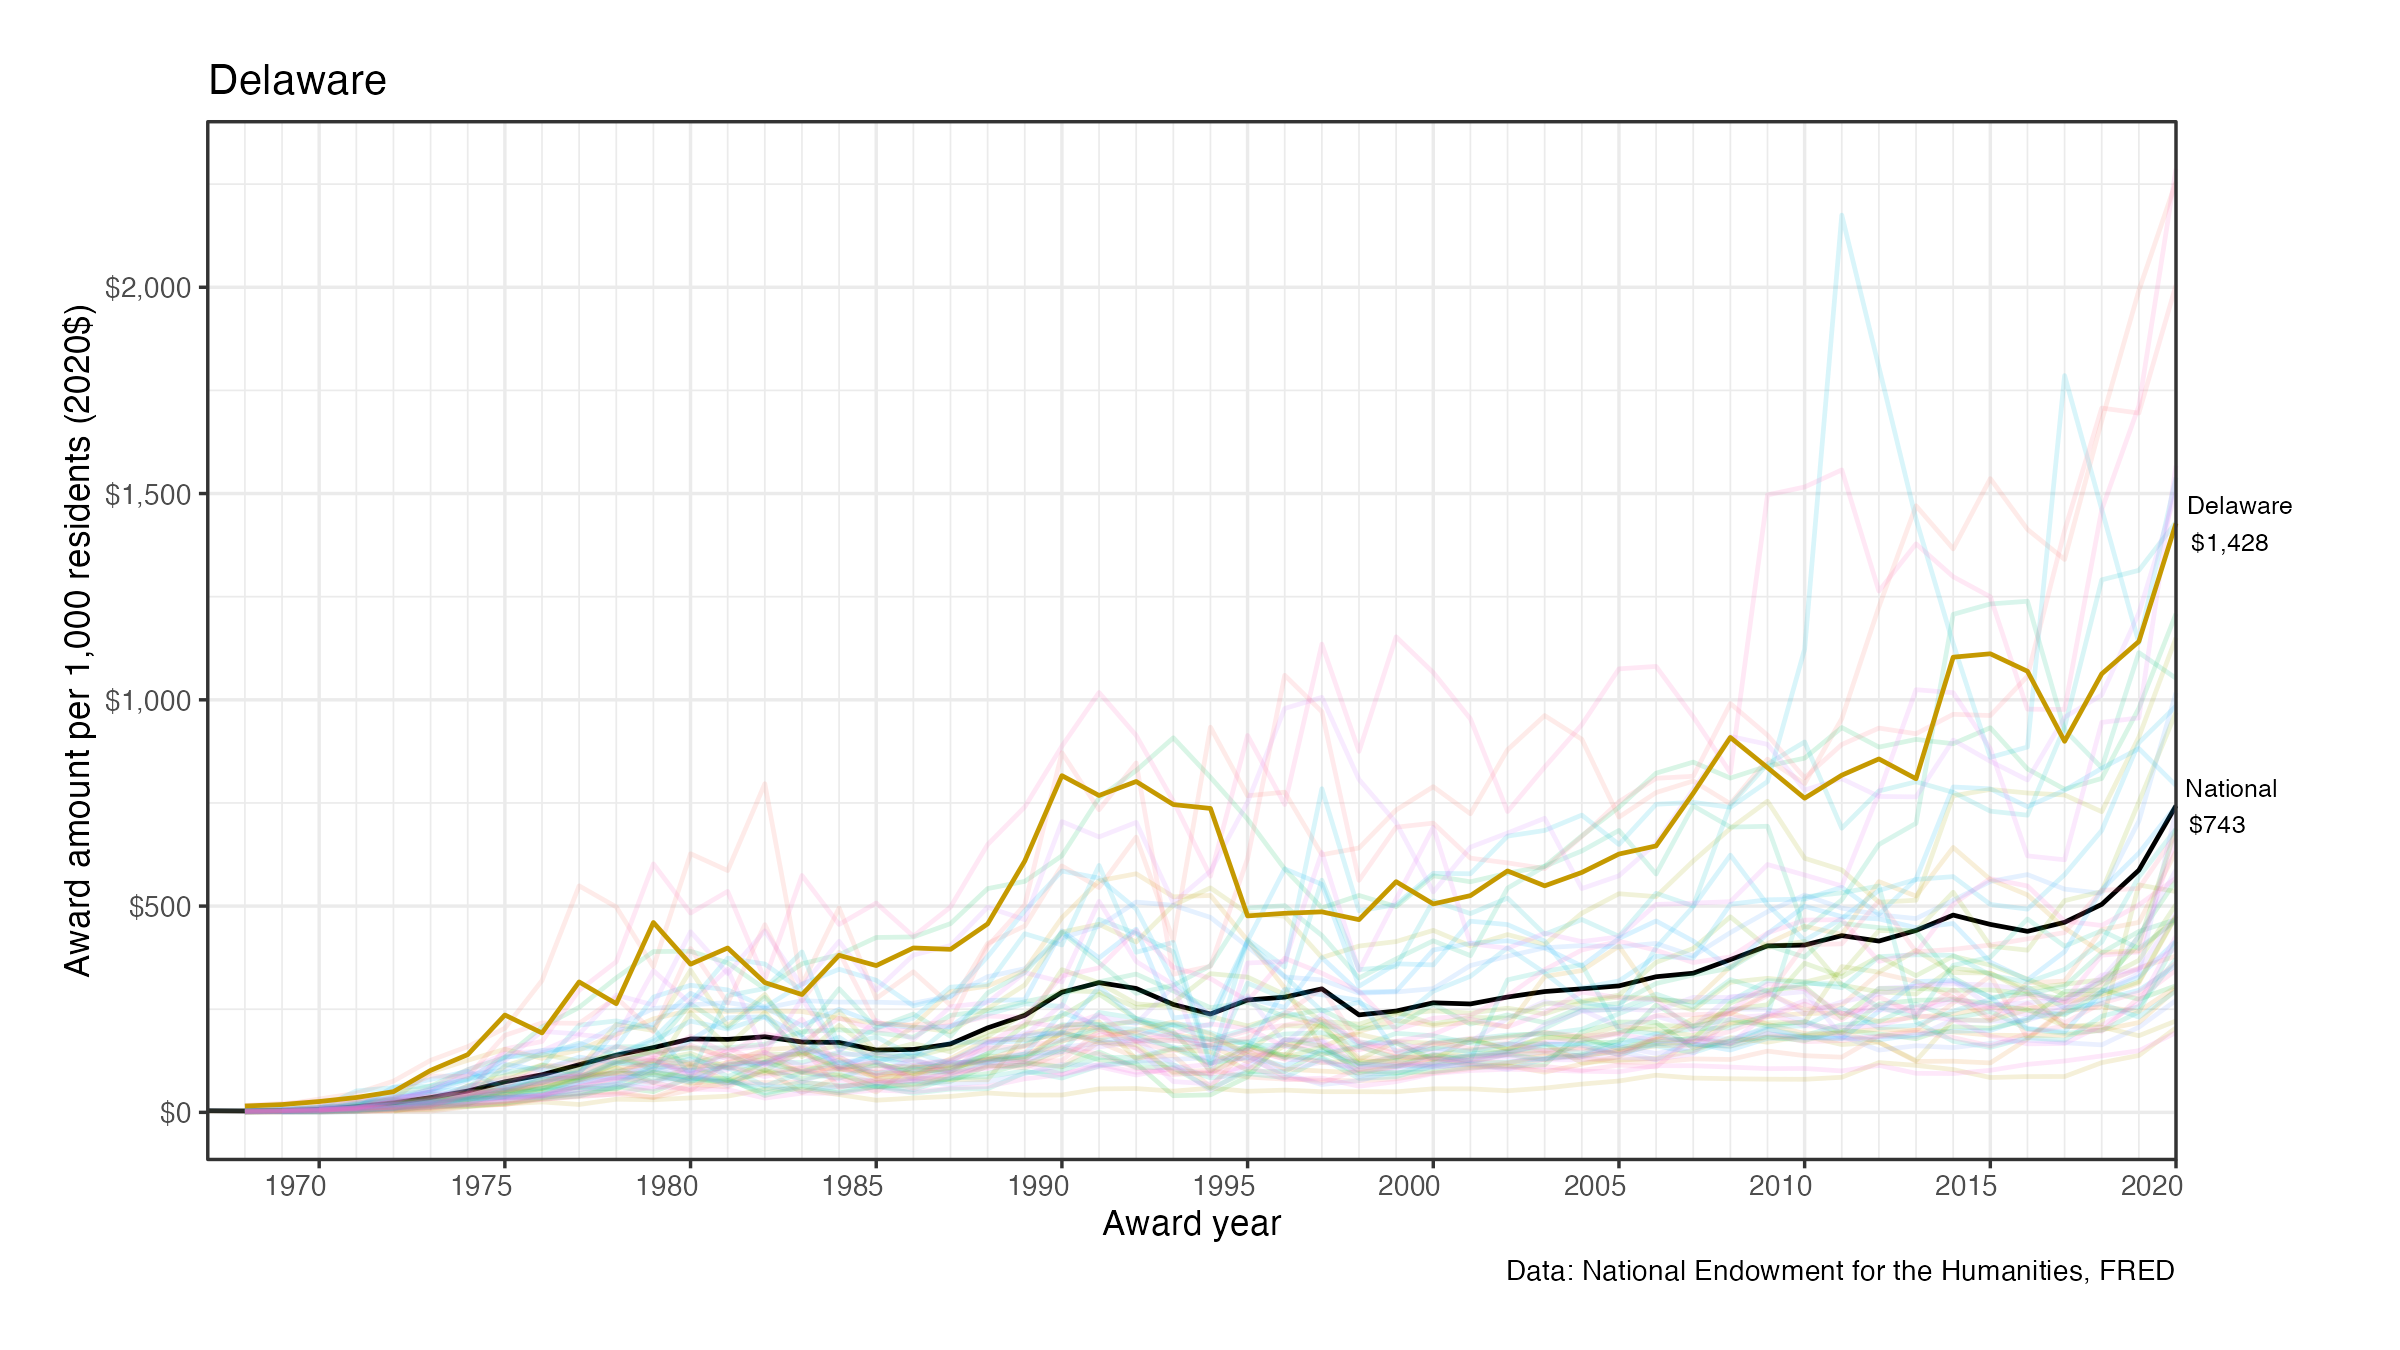 Delaware
Award amount per 1,000 residents (2020$)
$2,000
$1,500
$1,000
$500
$0
Delaware
$1,428
National
$743
1970 1975 1980 1985 1990 1995 2000 2005 2010 2015 2020
Award year
Data: National Endowment for the Humanities, FRED